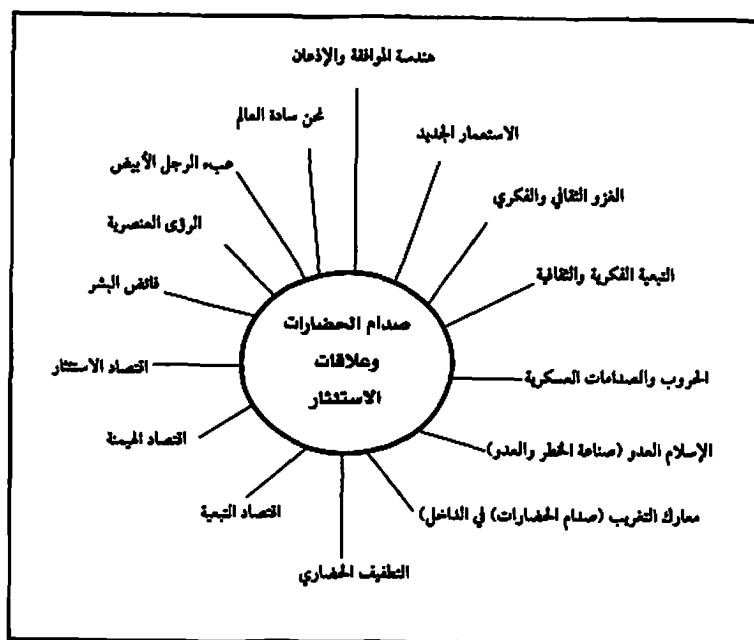 هندسة الموافقة والإذعان
نحن سادة العالم
الاستعمار الجديد
عبء الرجل الأبيض
الغزو الثقافي والفكري
الرؤى العنصرية
التبعية الفكرية والثقافية
فائض البشر
صدام الحضارات
وعلاقات
الاستئثار
اقتصاد الاستئثار
الحروب والصدامات العسكرية
اقتصاد الهيمنة
الإسلام العدو (صناعة الخطر والعدو)
اقتصاد التبعية
معارك التغريب (صدام الحضارات) في الداخل)
التطفيف الحضاري